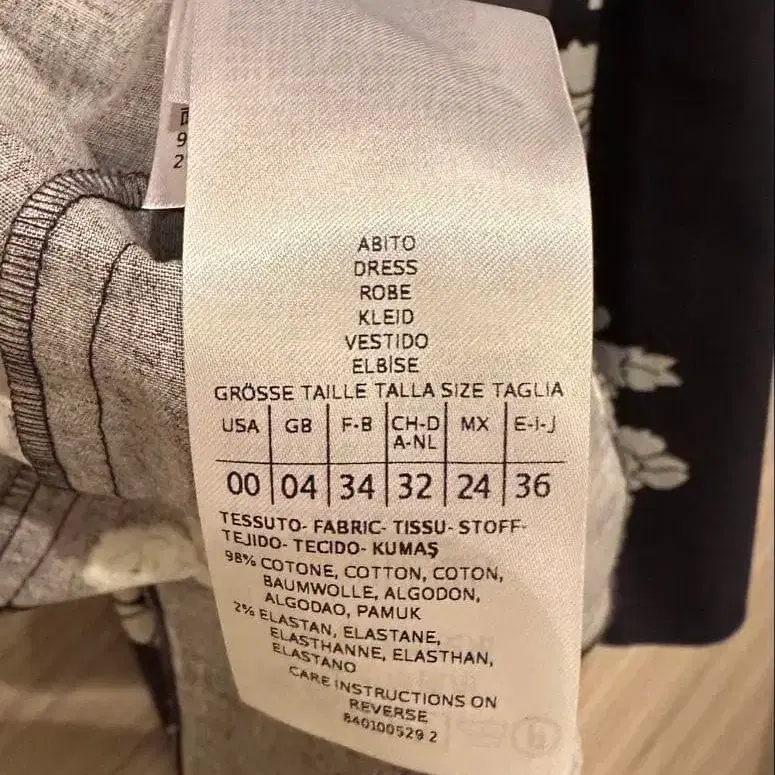 ABITO
DRESS
ROBE
KLEID
VESTIDO
ELBİSE
GRÖSSE TAILLE TALLA SIZE TAGLIA
USA GB F-B CH-D A-NL MX E-I-J
00 04 34 32 24 36
TESSUTO- FABRIC- TISSU- STOFF-
TEJIDO- TECIDO- KUMAŞ
98% COTONE, COTTON, COTON,
BAUMWOLLE, ALGODON,
ALGODAO, PAMUK
2% ELASTAN, ELASTANE,
ELASTHANNE, ELASTHAN,
ELASTANO
CARE INSTRUCTIONS ON
REVERSE
840100529 2